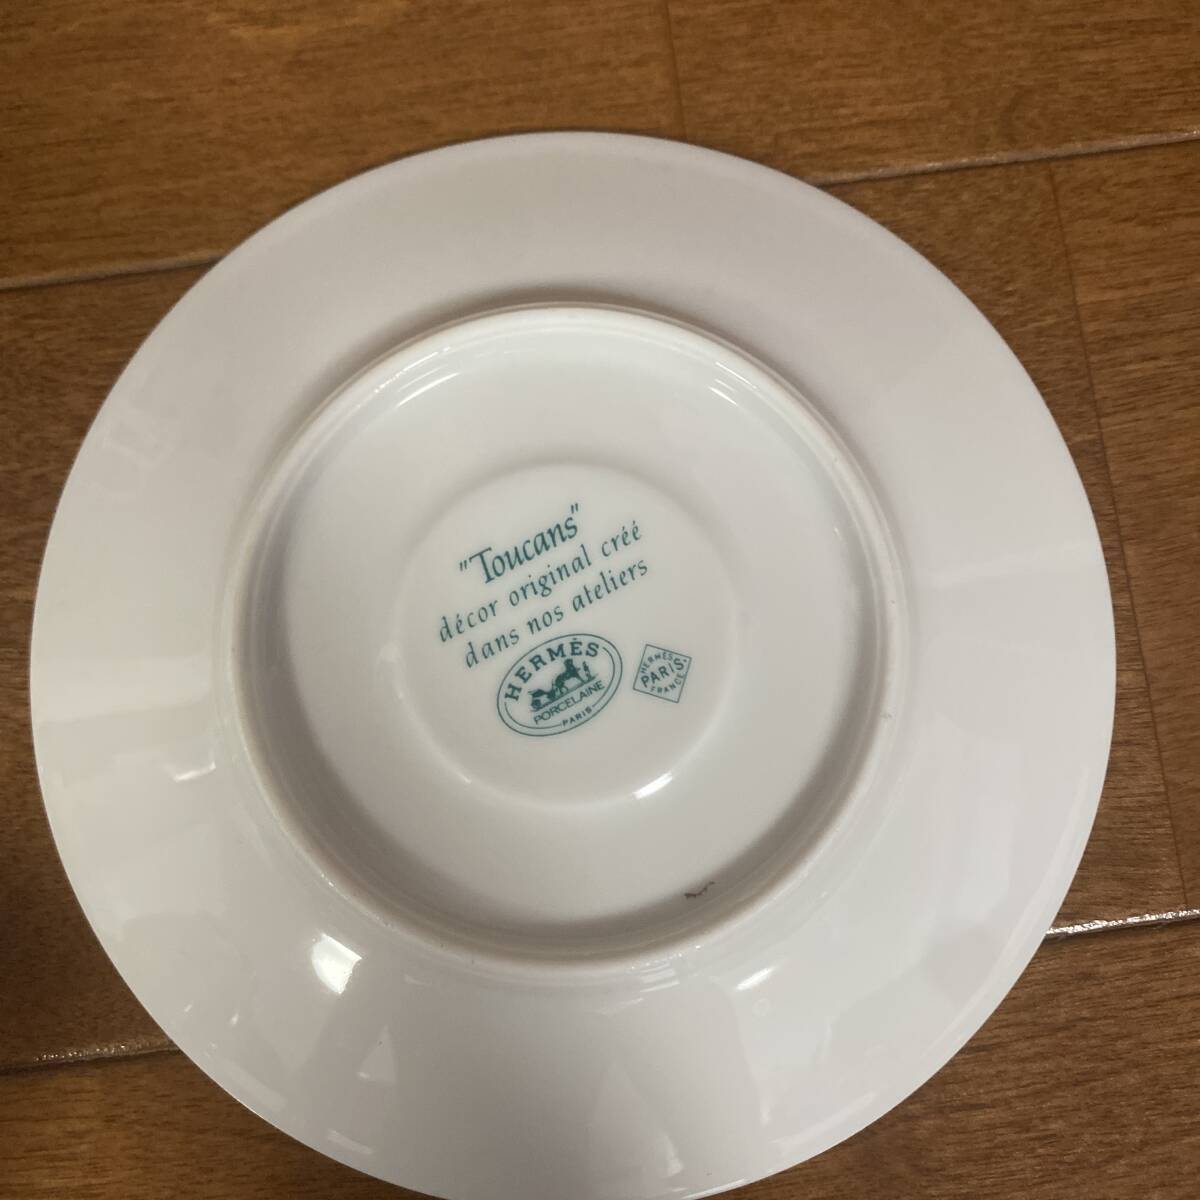 "Toucans"
décor original créé
dans nos ateliers
HERMÈS
PORCELAINE
PARIS
HERMÈS
PARIS
FRANCE